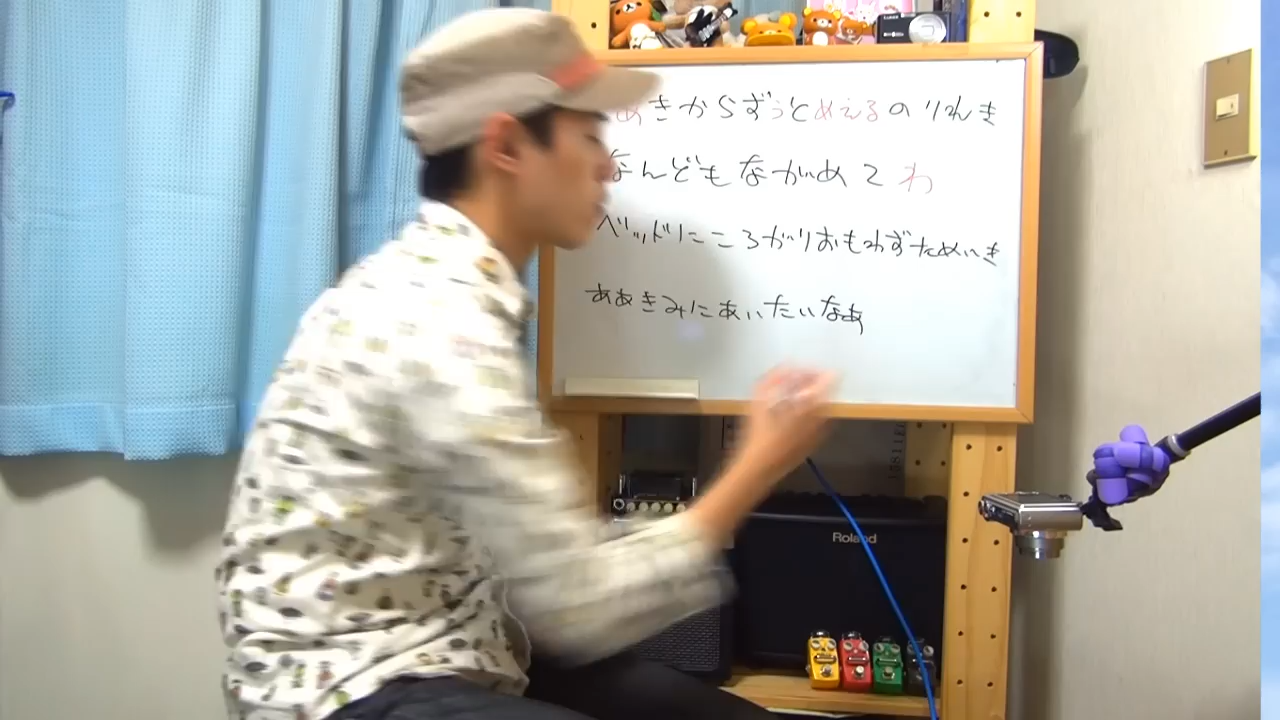 あきからずぅとめえるのりれき
なんどもながめてわ
ベッドにころがりおもわずためいき
ああきみにあいたいなあ
Roland